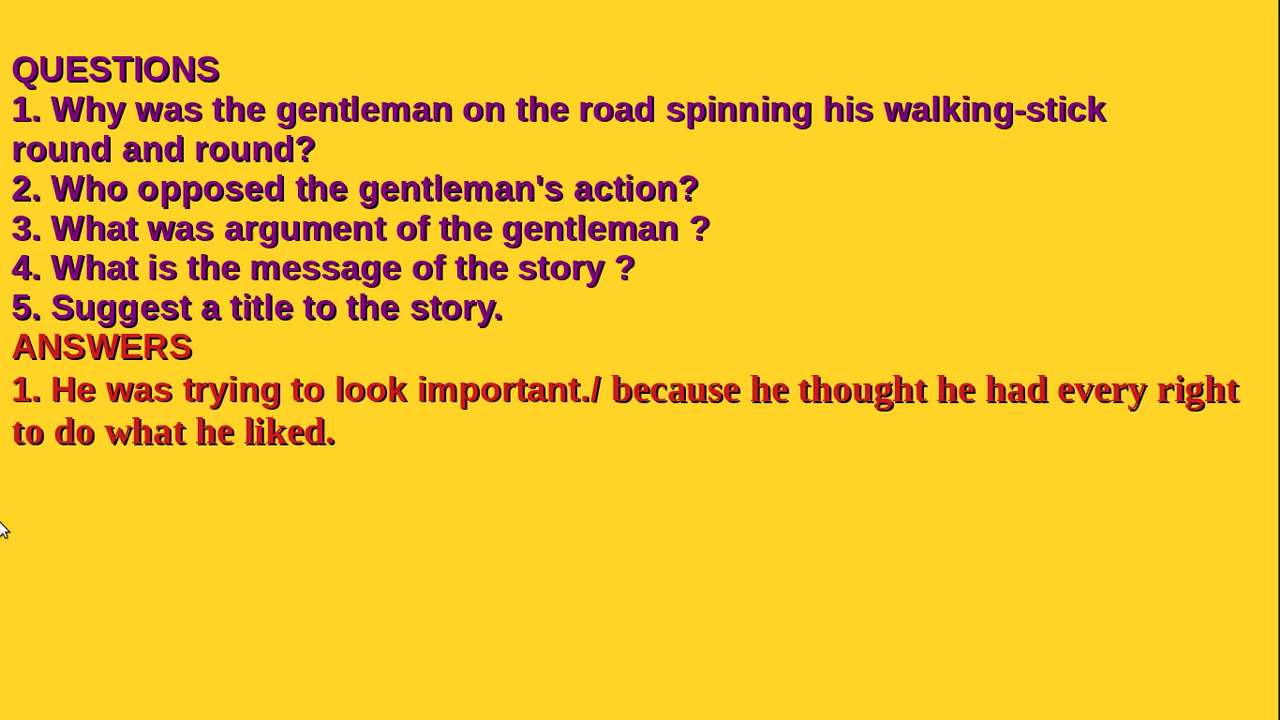 QUESTIONS
1. Why was the gentleman on the road spinning his walking-stick
round and round?
2. Who opposed the gentleman's action?
3. What was argument of the gentleman ?
4. What is the message of the story ?
5. Suggest a title to the story.
ANSWERS
1. He was trying to look important./ because he thought he had every right
to do what he liked.